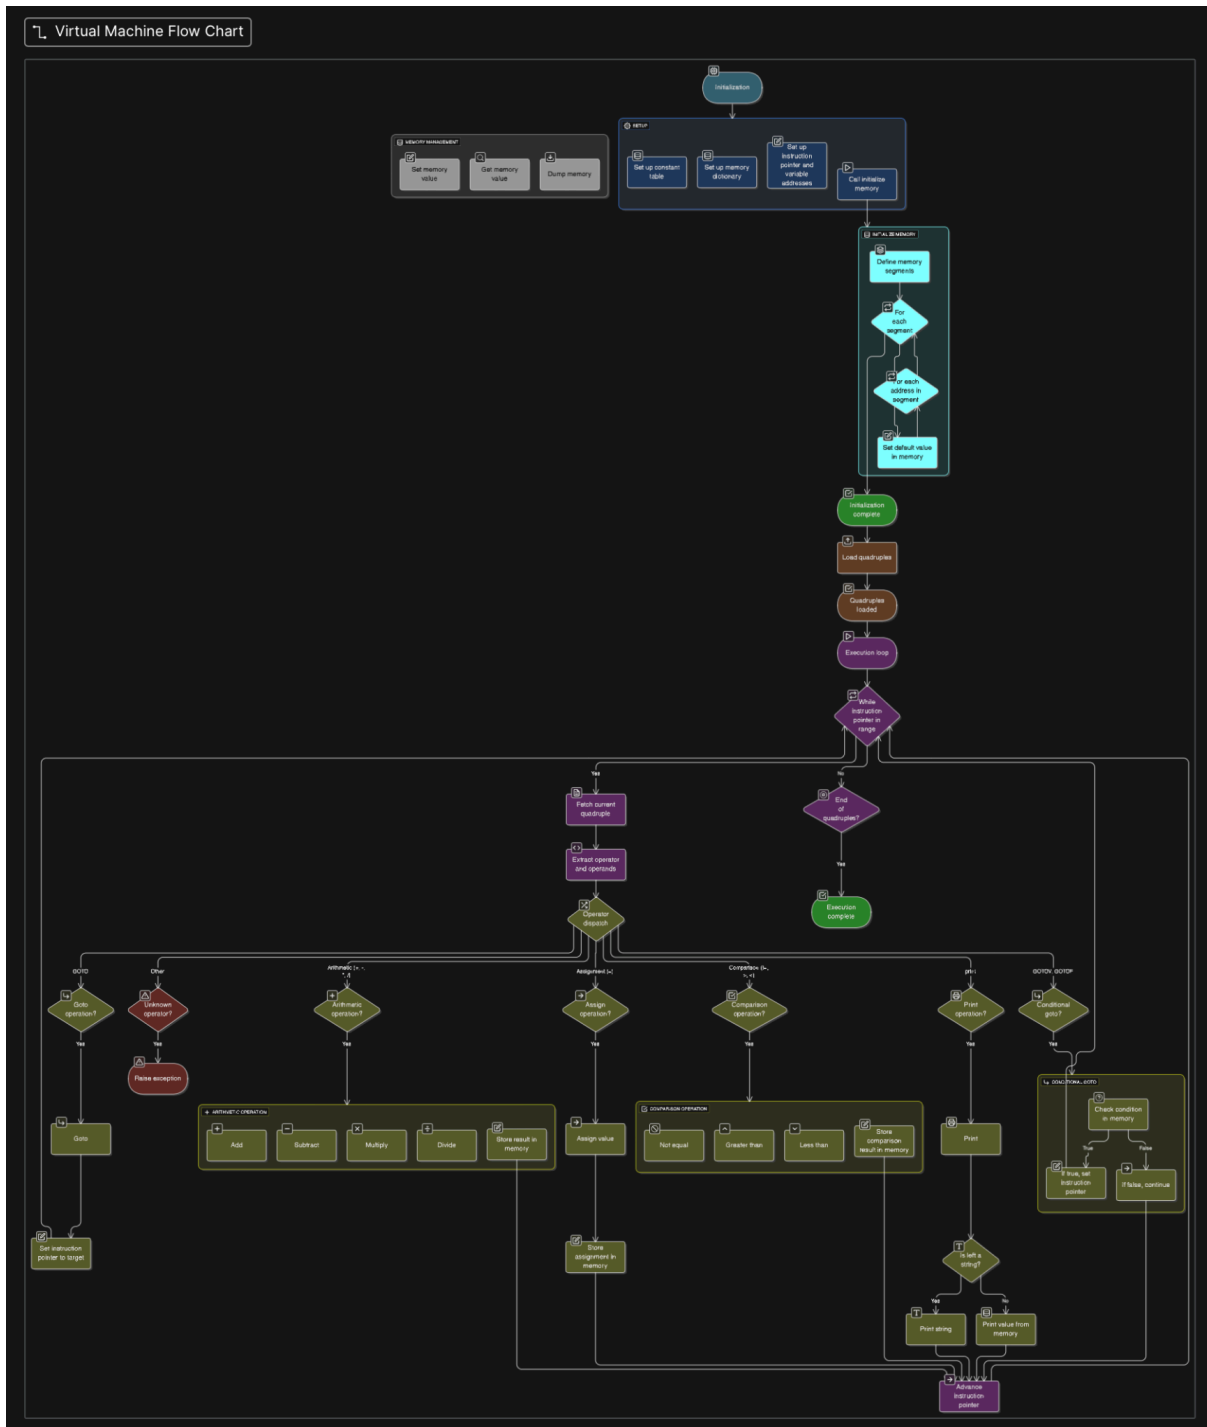 Virtual Machine Flow Chart
Initialization
SETUP
MEMORY MANAGEMENT
Set memory
value
Get memory
value
Dump memory
Set up constant
table
Set up memory
dictionary
Set up
instruction
pointer and
variable
addresses
Call initialize
memory
INITIALIZE MEMORY
Define memory
segments
For
each
segment
For each
address in
segment
Set default value
in memory
Initialization
complete
Load quadruples
Quadruples
loaded
Execution loop
While
instruction
pointer in
range
Yes
No
Fetch current
quadruple
End
of
quadruples?
Extract operator
and operands
Yes
Operator
dispatch
Execution
complete
GOTO
Other
Arithmetic (+, -,
*, /)
Assignment (=)
Comparison (!=,
>, <)
print
GOTOV, GOTOF
Goto
operation?
Unknown
operator?
Arithmetic
operation?
Assign
operation?
Comparison
operation?
Print
operation?
Conditional
goto?
Yes
Yes
Yes
Yes
Yes
Yes
Yes
Raise exception
CONDITIONAL GOTO
Check condition
in memory
True
False
If true, set
instruction
pointer
If false, continue
ARITHMETIC OPERATION
Add
Subtract
Multiply
Divide
Store result in
memory
COMPARISON OPERATION
Not equal
Greater than
Less than
Store
comparison
result in memory
Goto
Assign value
Print
Set instruction
pointer to target
Store
assignment in
memory
Is left a
string?
Yes
No
Print string
Print value from
memory
Advance
instruction
pointer